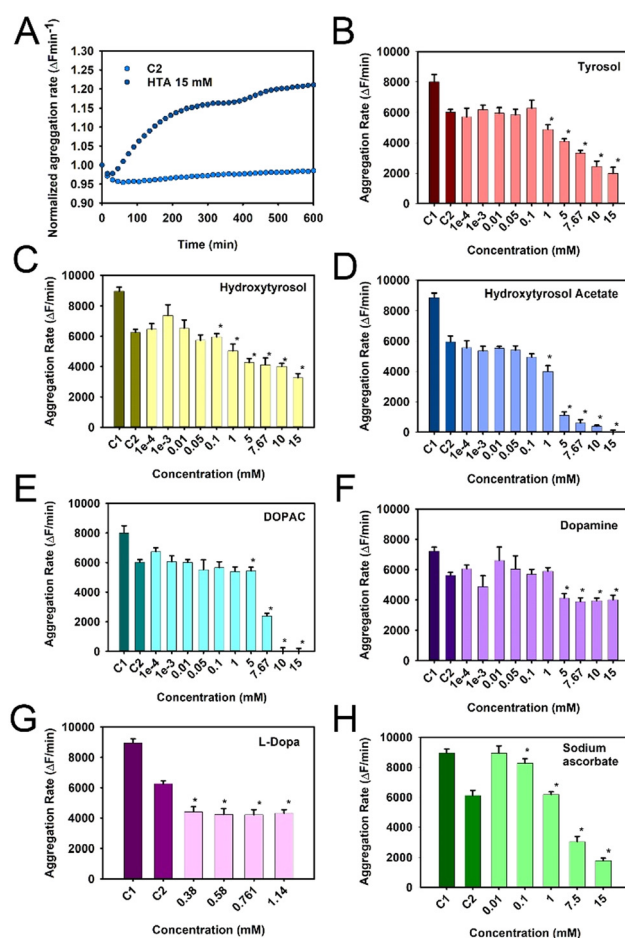 A
Normalized agreggation rate (ΔFmin⁻¹)
1.30
1.20
1.10
1.00
0.95
0.90
C2
HTA 15 mM
0 100 200 300 400 500 600
Time (min)
B
Aggregation Rate (ΔF/min)
10000
8000
6000
4000
2000
0
Tyrosol
* * * * *
C1 C2 1e-4 1e-3 0.01 0.05 0.1 1 5 7.67 10 15
Concentration (mM)
C
Aggregation Rate (ΔF/min)
10000
8000
6000
4000
2000
0
Hydroxytyrosol
* * * * * *
C1 C2 1e-4 1e-3 0.01 0.05 0.1 1 5 7.67 10 15
Concentration (mM)
D
Aggregation Rate (ΔF/min)
10000
8000
6000
4000
2000
0
Hydroxytyrosol Acetate
* * * * *
C1 C2 1e-4 1e-3 0.01 0.05 0.1 1 5 7.67 10 15
Concentration (mM)
E
Aggregation Rate (ΔF/min)
10000
8000
6000
4000
2000
0
DOPAC
* * * *
C1 C2 1e-4 1e-3 0.01 0.05 0.1 1 5 7.67 10 15
Concentration (mM)
F
Aggregation Rate (ΔF/min)
10000
8000
6000
4000
2000
0
Dopamine
* * * *
C1 C2 1e-4 1e-3 0.01 0.05 0.1 1 5 7.67 10 15
Concentration (mM)
G
Aggregation Rate (ΔF/min)
10000
8000
6000
4000
2000
0
L-Dopa
* * * *
C1 C2 0.38 0.58 0.761 1.14
Concentration (mM)
H
Aggregation Rate (ΔF/min)
10000
8000
6000
4000
2000
0
Sodium
ascorbate
* * * *
C1 C2 0.01 0.1 1 7.5 15
Concentration (mM)